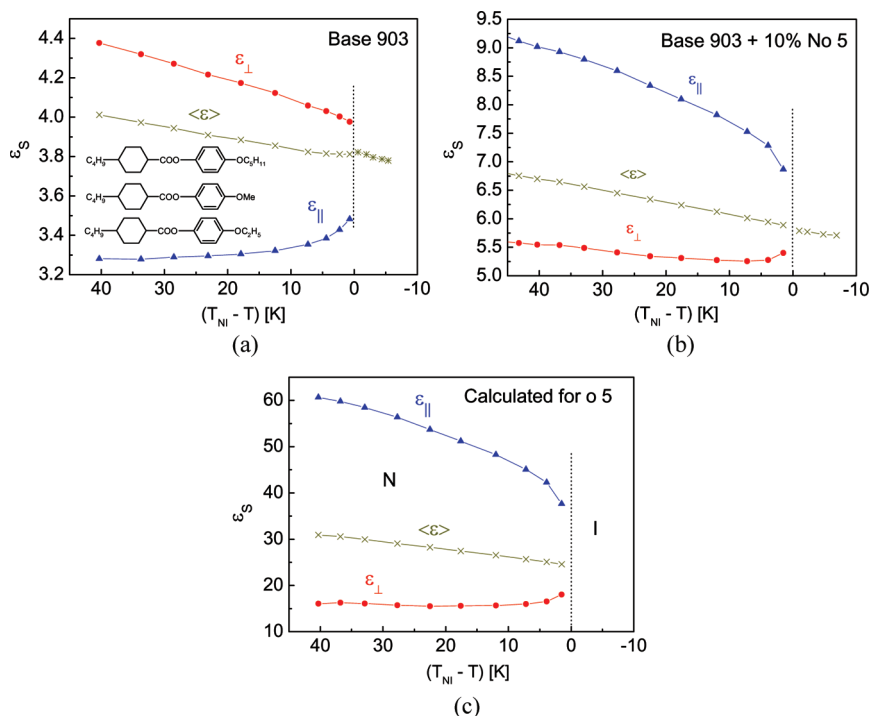 Base 903
4.4
4.2
4.0
3.8
3.6
3.4
3.2
εS
ε⊥
<ε>
C4H9 COO OC5H11
C4H9 COO OMe
C4H9 COO OC2H5
ε||
40 30 20 10 0 -10
(TNI - T) [K]
(a)
Base 903 + 10% No 5
9.5
9.0
8.5
8.0
7.5
7.0
6.5
6.0
5.5
5.0
εS
ε||
<ε>
ε⊥
40 30 20 10 0 -10
(TNI - T) [K]
(b)
Calculated for o 5
60
50
40
30
20
10
εS
ε||
N
<ε>
I
ε⊥
40 30 20 10 0 -10
(TNI - T) [K]
(c)